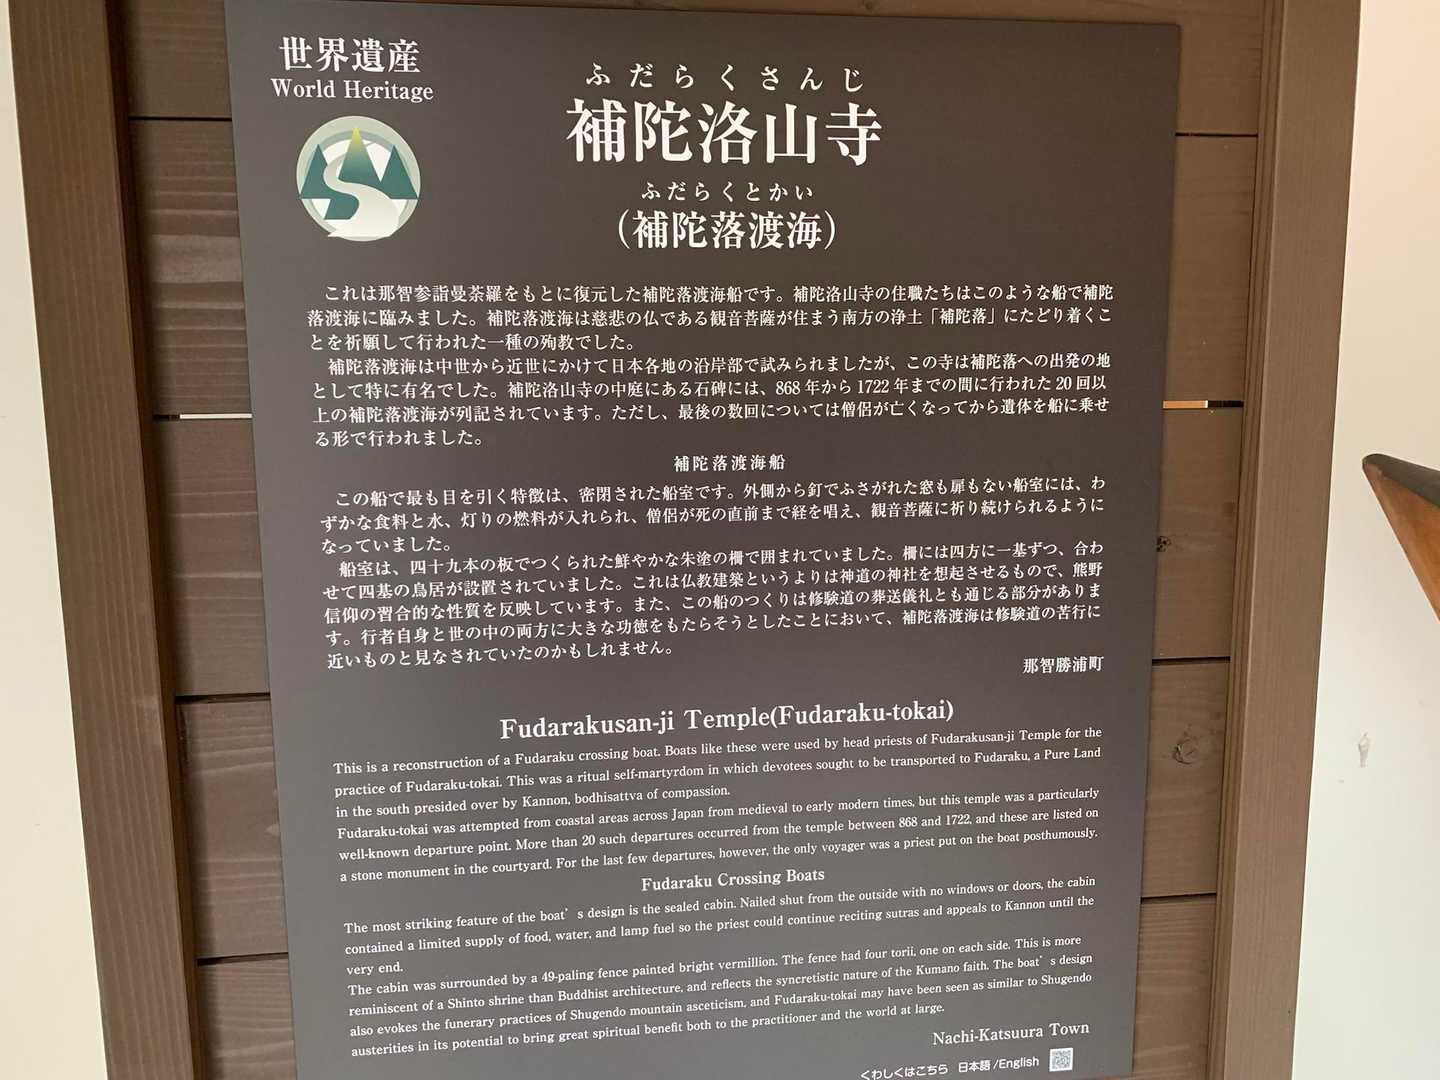 世界遺産
World Heritage
ふだらくさんじ
補陀洛山寺
ふだらくとかい
（補陀落渡海）
これは那智参詣曼荼羅をもとに復元した補陀落渡海船です。補陀洛山寺の住職たちはこのような船で補陀
落渡海に臨みました。補陀落渡海は慈悲の仏である観音菩薩が住まう南方の浄土「補陀落」にたどり着くこ
とを祈願して行われた一種の殉教でした。
補陀落渡海は中世から近世にかけて日本各地の沿岸部で試みられましたが、この寺は補陀落への出発の地
として特に有名でした。補陀洛山寺の中庭にある石碑には、868 年から 1722 年までの間に行われた 20 回以
上の補陀落渡海が列記されています。ただし、最後の数回については僧侶が亡くなってから遺体を船に乗せ
る形で行われました。
補陀落渡海船
この船で最も目を引く特徴は、密閉された船室です。外側から釘でふさがれた窓も扉もない船室には、わ
ずかな食料と水、灯りの燃料が入れられ、僧侶が死の直前まで経を唱え、観音菩薩に祈り続けられるように
なっていました。
船室は、四十九本の板でつくられた鮮やかな朱塗の柵で囲まれていました。柵には四方に一基ずつ、合わ
せて四基の鳥居が設置されていました。これは仏教建築というよりは神道の神社を想起させるもので、熊野
信仰の習合的な性質を反映しています。また、この船のつくりは修験道の葬送儀礼とも通じる部分がありま
す。行者自身と世の中の両方に大きな功徳をもたらそうとしたことにおいて、補陀落渡海は修験道の苦行に
近いものと見なされていたのかもしれません。
那智勝浦町
Fudarakusan-ji Temple(Fudaraku-tokai)
This is a reconstruction of a Fudaraku crossing boat. Boats like these were used by head priests of Fudarakusan-ji Temple for the
practice of Fudaraku-tokai. This was a ritual self-martyrdom in which devotees sought to be transported to Fudaraku, a Pure Land
in the south presided over by Kannon, bodhisattva of compassion.
Fudaraku-tokai was attempted from coastal areas across Japan from medieval to early modern times, but this temple was a particularly
well-known departure point. More than 20 such departures occurred from the temple between 868 and 1722, and these are listed on
a stone monument in the courtyard. For the last few departures, however, the only voyager was a priest put on the boat posthumously.
Fudaraku Crossing Boats
The most striking feature of the boat's design is the sealed cabin. Nailed shut from the outside with no windows or doors, the cabin
contained a limited supply of food, water, and lamp fuel so the priest could continue reciting sutras and appeals to Kannon until the
very end.
The cabin was surrounded by a 49-paling fence painted bright vermillion. The fence had four torii, one on each side. This is more
reminiscent of a Shinto shrine than Buddhist architecture, and reflects the syncretistic nature of the Kumano faith. The boat's design
also evokes the funerary practices of Shugendo mountain asceticism, and Fudaraku-tokai may have been seen as similar to Shugendo
austerities in its potential to bring great spiritual benefit both to the practitioner and the world at large.
Nachi-Katsuura Town
くわしくはこちら 日本語/English